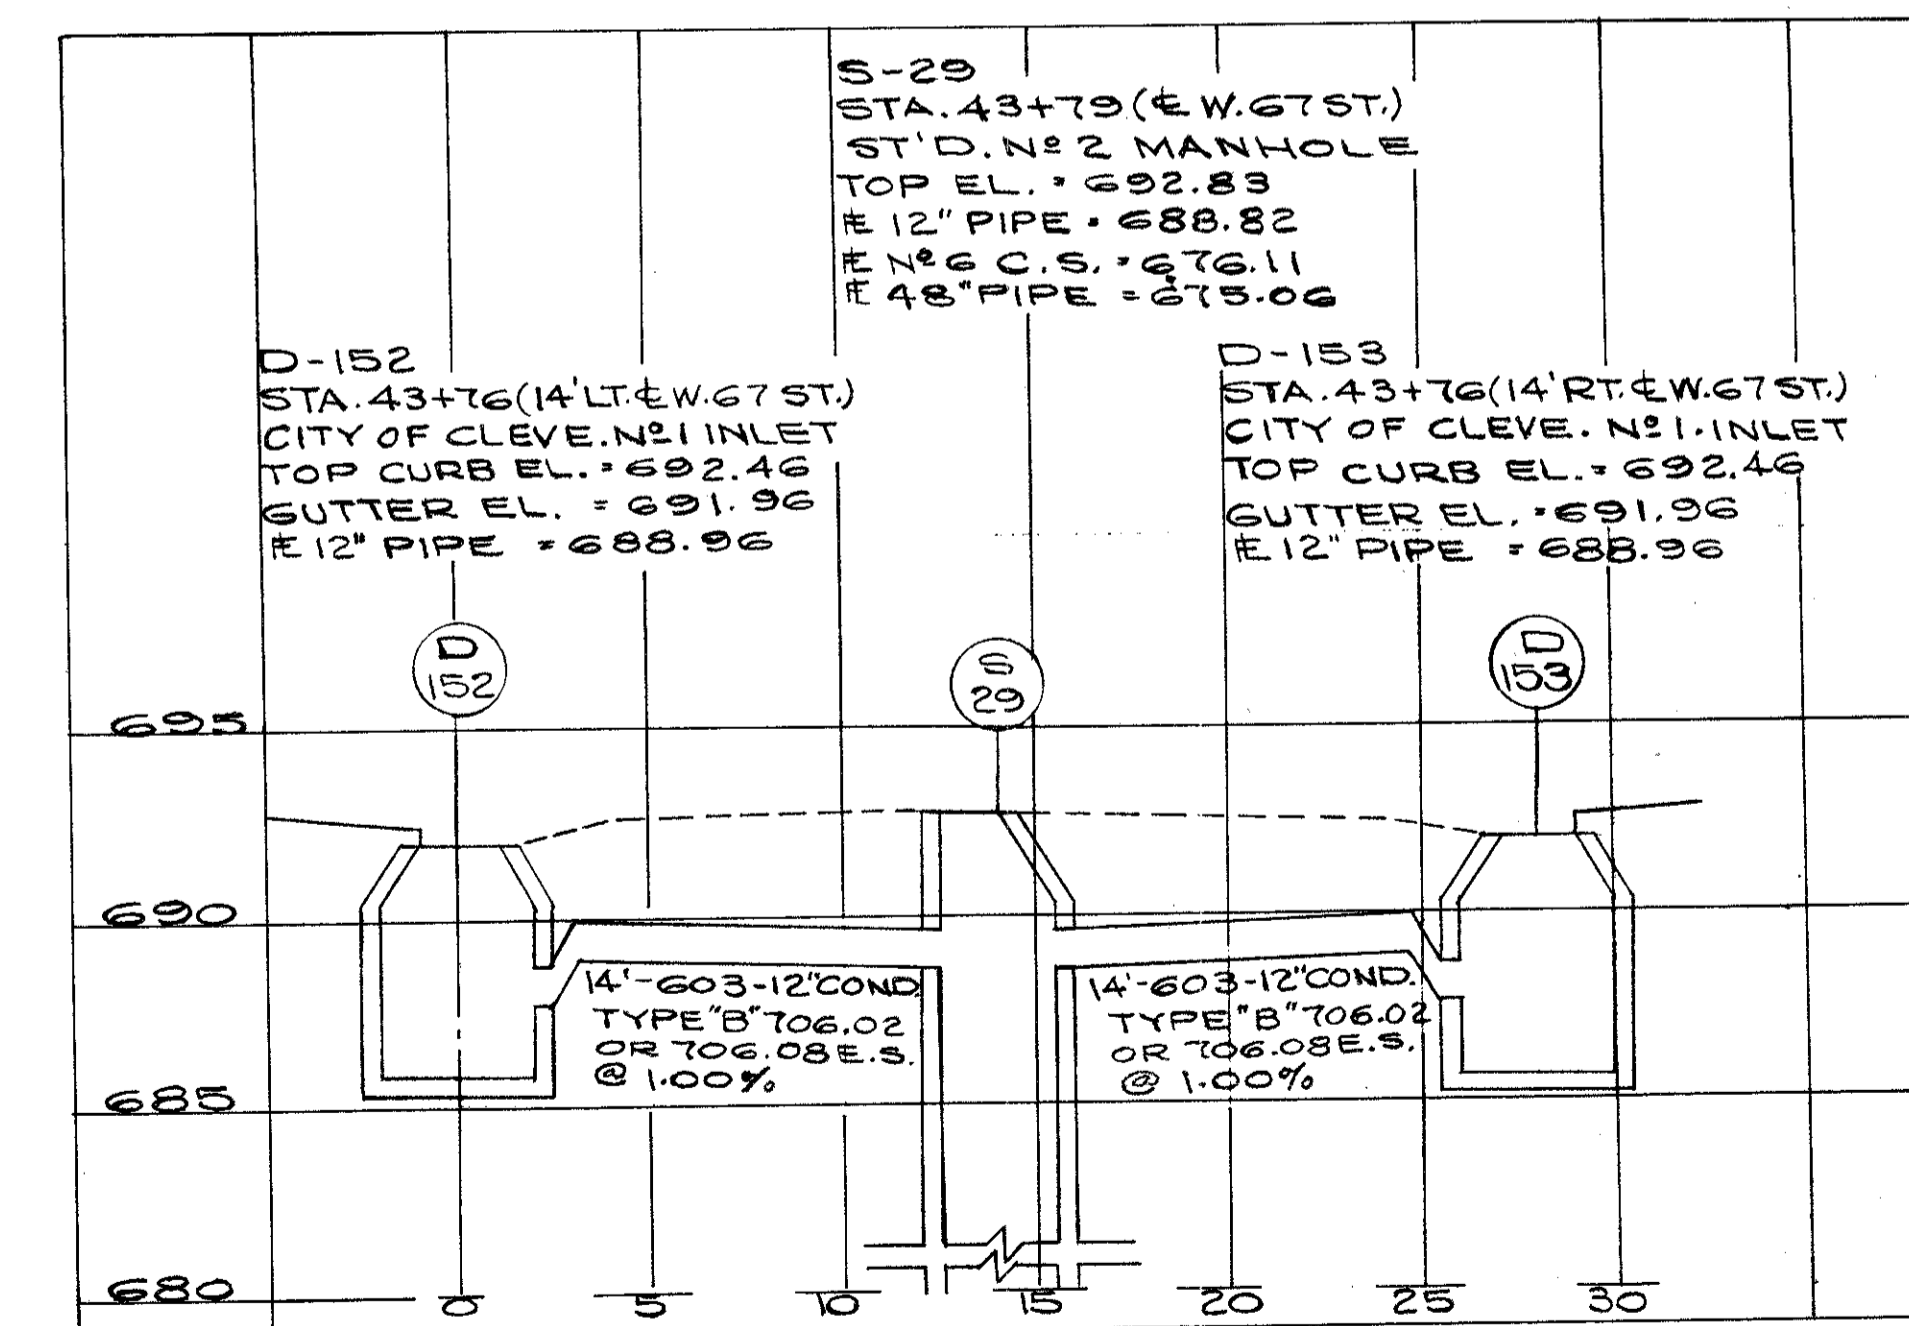 S-29
STA. 43+79 (℄ W. 67 ST.)
ST'D. Nº 2 MANHOLE
TOP EL. = 692.83
℄ 12" PIPE = 688.82
℄ Nº 6 C.S. = 676.11
℄ 48" PIPE = 675.06
D-152
STA. 43+76 (14' LT. ℄ W. 67 ST.)
CITY OF CLEVE. Nº 1 INLET
TOP CURB EL. = 692.46
GUTTER EL. = 691.96
℄ 12" PIPE = 688.96
D-153
STA. 43+76 (14' RT. ℄ W. 67 ST.)
CITY OF CLEVE. Nº 1. INLET
TOP CURB EL. = 692.46
GUTTER EL. = 691.96
℄ 12" PIPE = 688.96
D
152
S
29
D
153
695
690
14'-603-12" COND.
TYPE "B" 706.02
OR 706.08 E.S.
@ 1.00%
14'-603-12" COND.
TYPE "B" 706.02
OR 706.08 E.S.
@ 1.00%
685
680
0 5 10 15 20 25 30